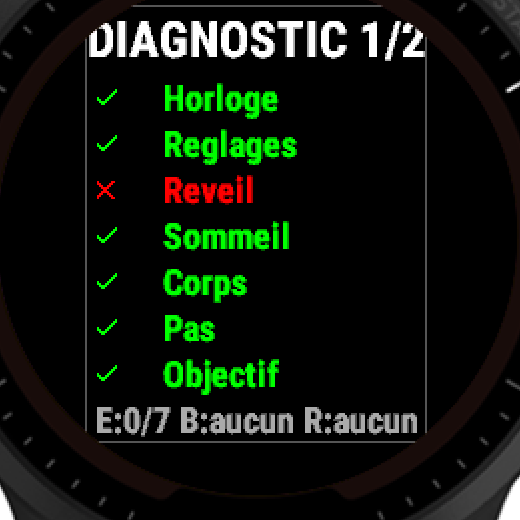 DIAGNOSTIC 1/2
✓ Horloge
✓ Reglages
× Reveil
✓ Sommeil
✓ Corps
✓ Pas
✓ Objectif
E:0/7 B:aucun R:aucun